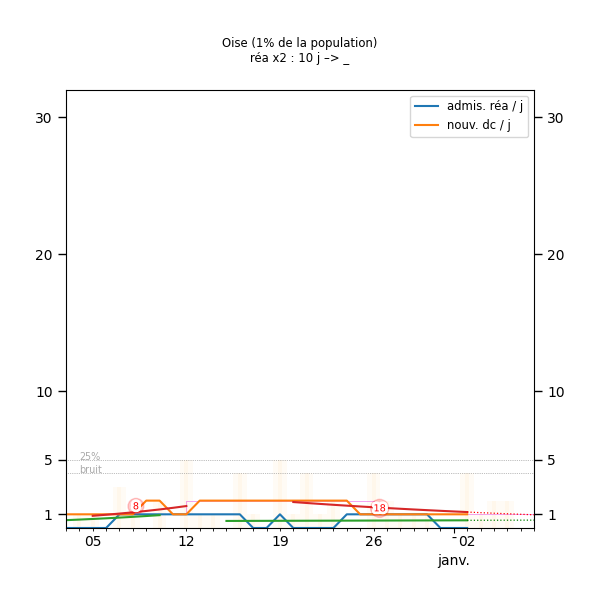 Oise (1% de la population)
réa x2 : 10 j –> _
admis. réa / j
nouv. dc / j
30 30
20 20
10 10
5 5
1 1
25%
bruit
8
18
05 12 19 26 02
janv.